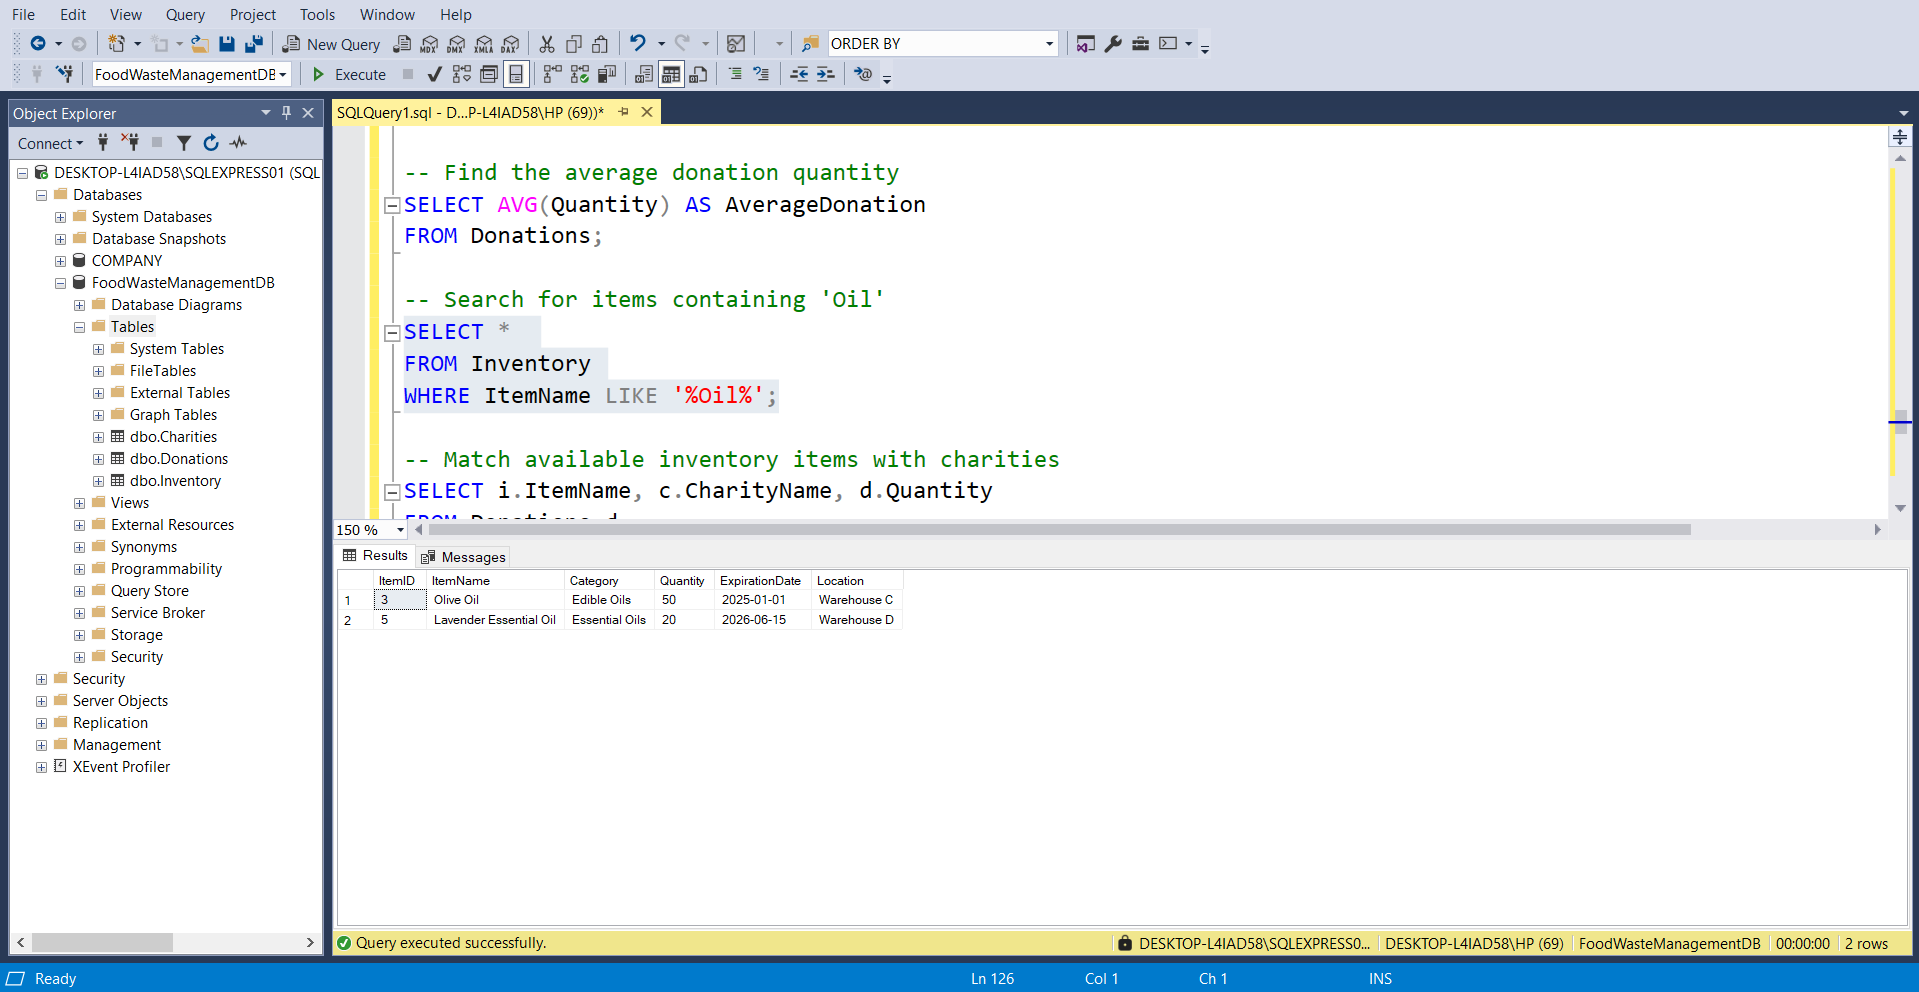 File Edit View Query Project Tools Window Help
New Query MDX DMX XMLA DAX ORDER BY
FoodWasteManagementDB Execute
Object Explorer
Connect
DESKTOP-L4IAD58\SQLEXPRESS01 (SQL
Databases
System Databases
Database Snapshots
COMPANY
FoodWasteManagementDB
Database Diagrams
Tables
System Tables
FileTables
External Tables
Graph Tables
dbo.Charities
dbo.Donations
dbo.Inventory
Views
External Resources
Synonyms
Programmability
Query Store
Service Broker
Storage
Security
Security
Server Objects
Replication
Management
XEvent Profiler
SQLQuery1.sql - D...P-L4IAD58\HP (69))*
-- Find the average donation quantity
SELECT AVG(Quantity) AS AverageDonation
FROM Donations;
-- Search for items containing 'Oil'
SELECT *
FROM Inventory
WHERE ItemName LIKE '%Oil%';
-- Match available inventory items with charities
SELECT i.ItemName, c.CharityName, d.Quantity
FROM Donations d
150 %
Results Messages
ItemID ItemName Category Quantity ExpirationDate Location
1 3 Olive Oil Edible Oils 50 2025-01-01 Warehouse C
2 5 Lavender Essential Oil Essential Oils 20 2026-06-15 Warehouse D
Query executed successfully. DESKTOP-L4IAD58\SQLEXPRESS0... DESKTOP-L4IAD58\HP (69) FoodWasteManagementDB 00:00:00 2 rows
Ready Ln 126 Col 1 Ch 1 INS